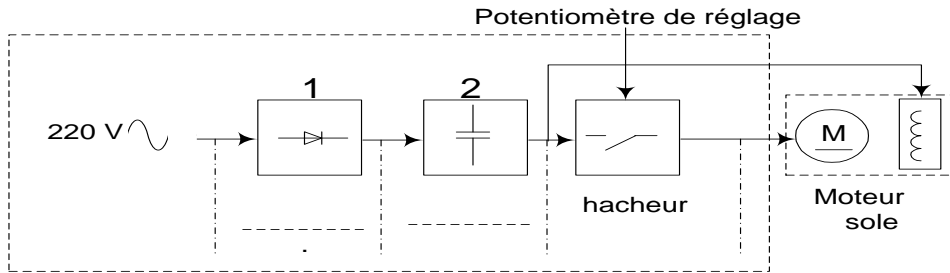 Potentiomètre de réglage
1
2
220 V
M
hacheur
Moteur
sole